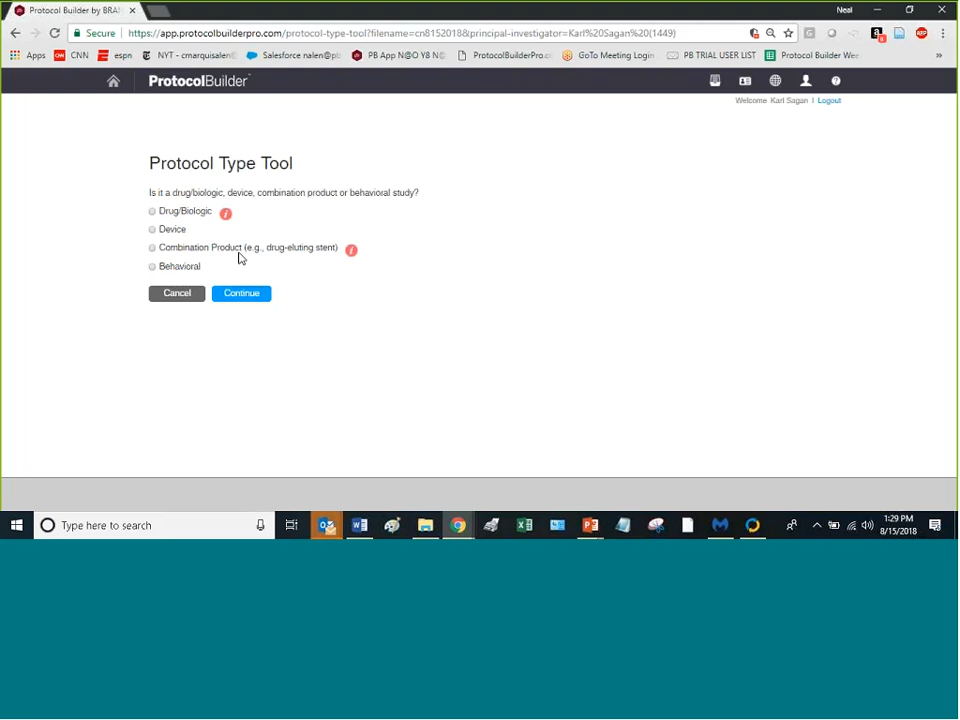 Protocol Builder by BRA
Neal
Secure https://app.protocolbuilderpro.com/protocol-type-tool?filename=cn8152018&principal-investigator=Karl%20Sagan%20(1449)
Apps CNN espn NYT - cmarquisalen Salesforce nalen@pb PB App N@O Y8 N© ProtocolBuilderPro.co GoTo Meeting Login PB TRIAL USER LIST Protocol Builder Wee »
ProtocolBuilder
Welcome Karl Sagan | Logout
Protocol Type Tool
Is it a drug/biologic, device, combination product or behavioral study?
Drug/Biologic
Device
Combination Product (e.g., drug-eluting stent)
Behavioral
Cancel Continue
Type here to search
1:29 PM
8/15/2018